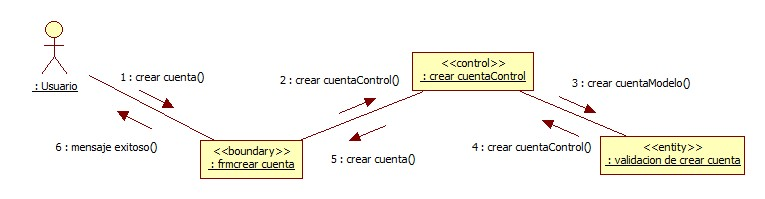 : Usuario
1 : crear cuenta()
6 : mensaje exitoso()
<<boundary>>
: frmcrear cuenta
2 : crear cuentaControl()
5 : crear cuenta()
<<control>>
: crear cuentaControl
3 : crear cuentaModelo()
4 : crear cuentaControl()
<<entity>>
: validacion de crear cuenta